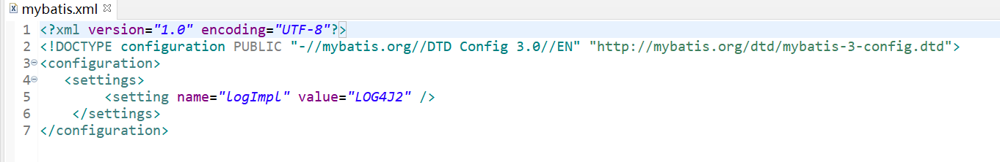 mybatis.xml
1 <?xml version="1.0" encoding="UTF-8"?>
2 <!DOCTYPE configuration PUBLIC "-//mybatis.org//DTD Config 3.0//EN" "http://mybatis.org/dtd/mybatis-3-config.dtd">
3 <configuration>
4 <settings>
5 <setting name="logImpl" value="LOG4J2" />
6 </settings>
7 </configuration>